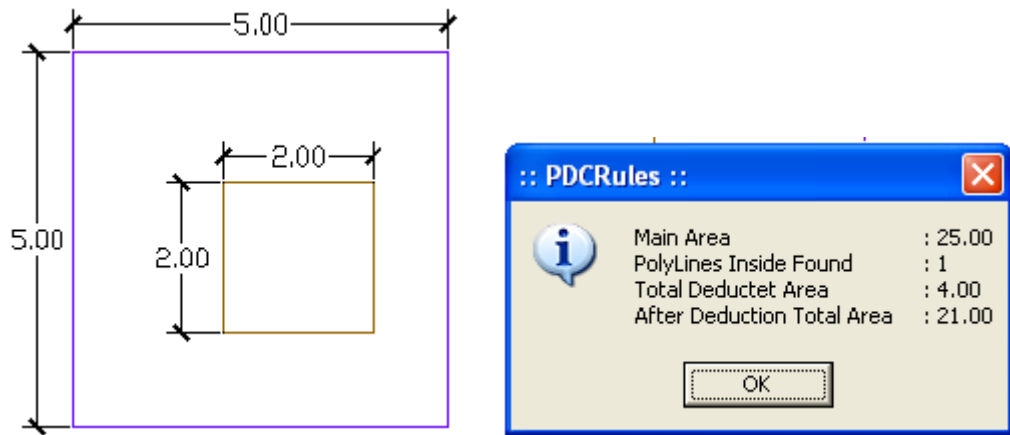 5.00
2.00
5.00
2.00
:: PDCRules ::
Main Area : 25.00
PolyLines Inside Found : 1
Total Deductet Area : 4.00
After Deduction Total Area : 21.00
OK